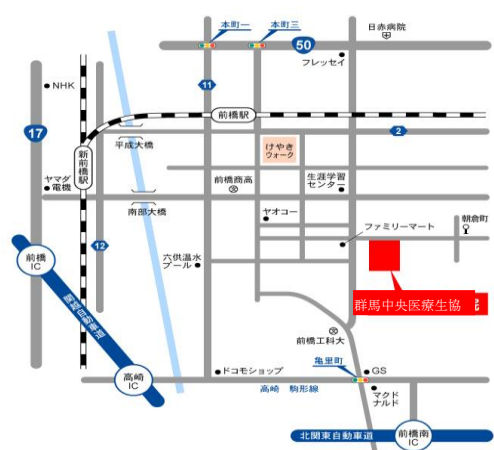 本町一
本町三
日赤病院
50
フレッセイ
NHK
11
17
前橋駅
2
平成大橋
けやき
ウォーク
新前橋駅
前橋商高
生涯学習
センター
ヤマダ
電機
南部大橋
ヤオコー
朝倉町
ファミリーマート
12
六供温水
プール
前橋
IC
関越自動車道
群馬中央医療生協
前橋工科大
亀里町
ドコモショップ
GS
高崎
IC
高崎 駒形線
マクド
ナルド
北関東自動車道
前橋南
IC